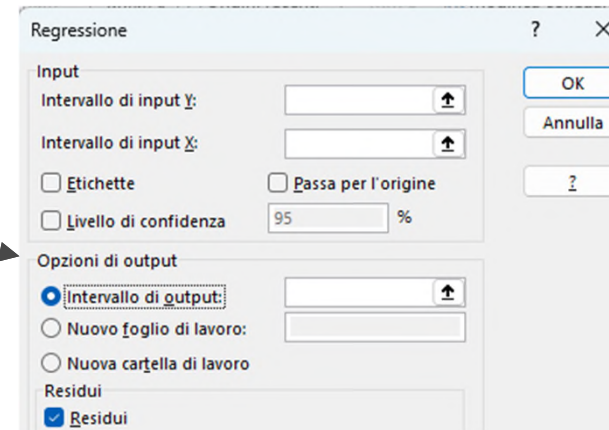 Regressione ? ×
Input
Intervallo di input Y:
Intervallo di input X:
Etichette
Passa per l'origine
Livello di confidenza
95 %
Opzioni di output
Intervallo di output:
Nuovo foglio di lavoro:
Nuova cartella di lavoro
Residui
Residui
OK
Annulla
?